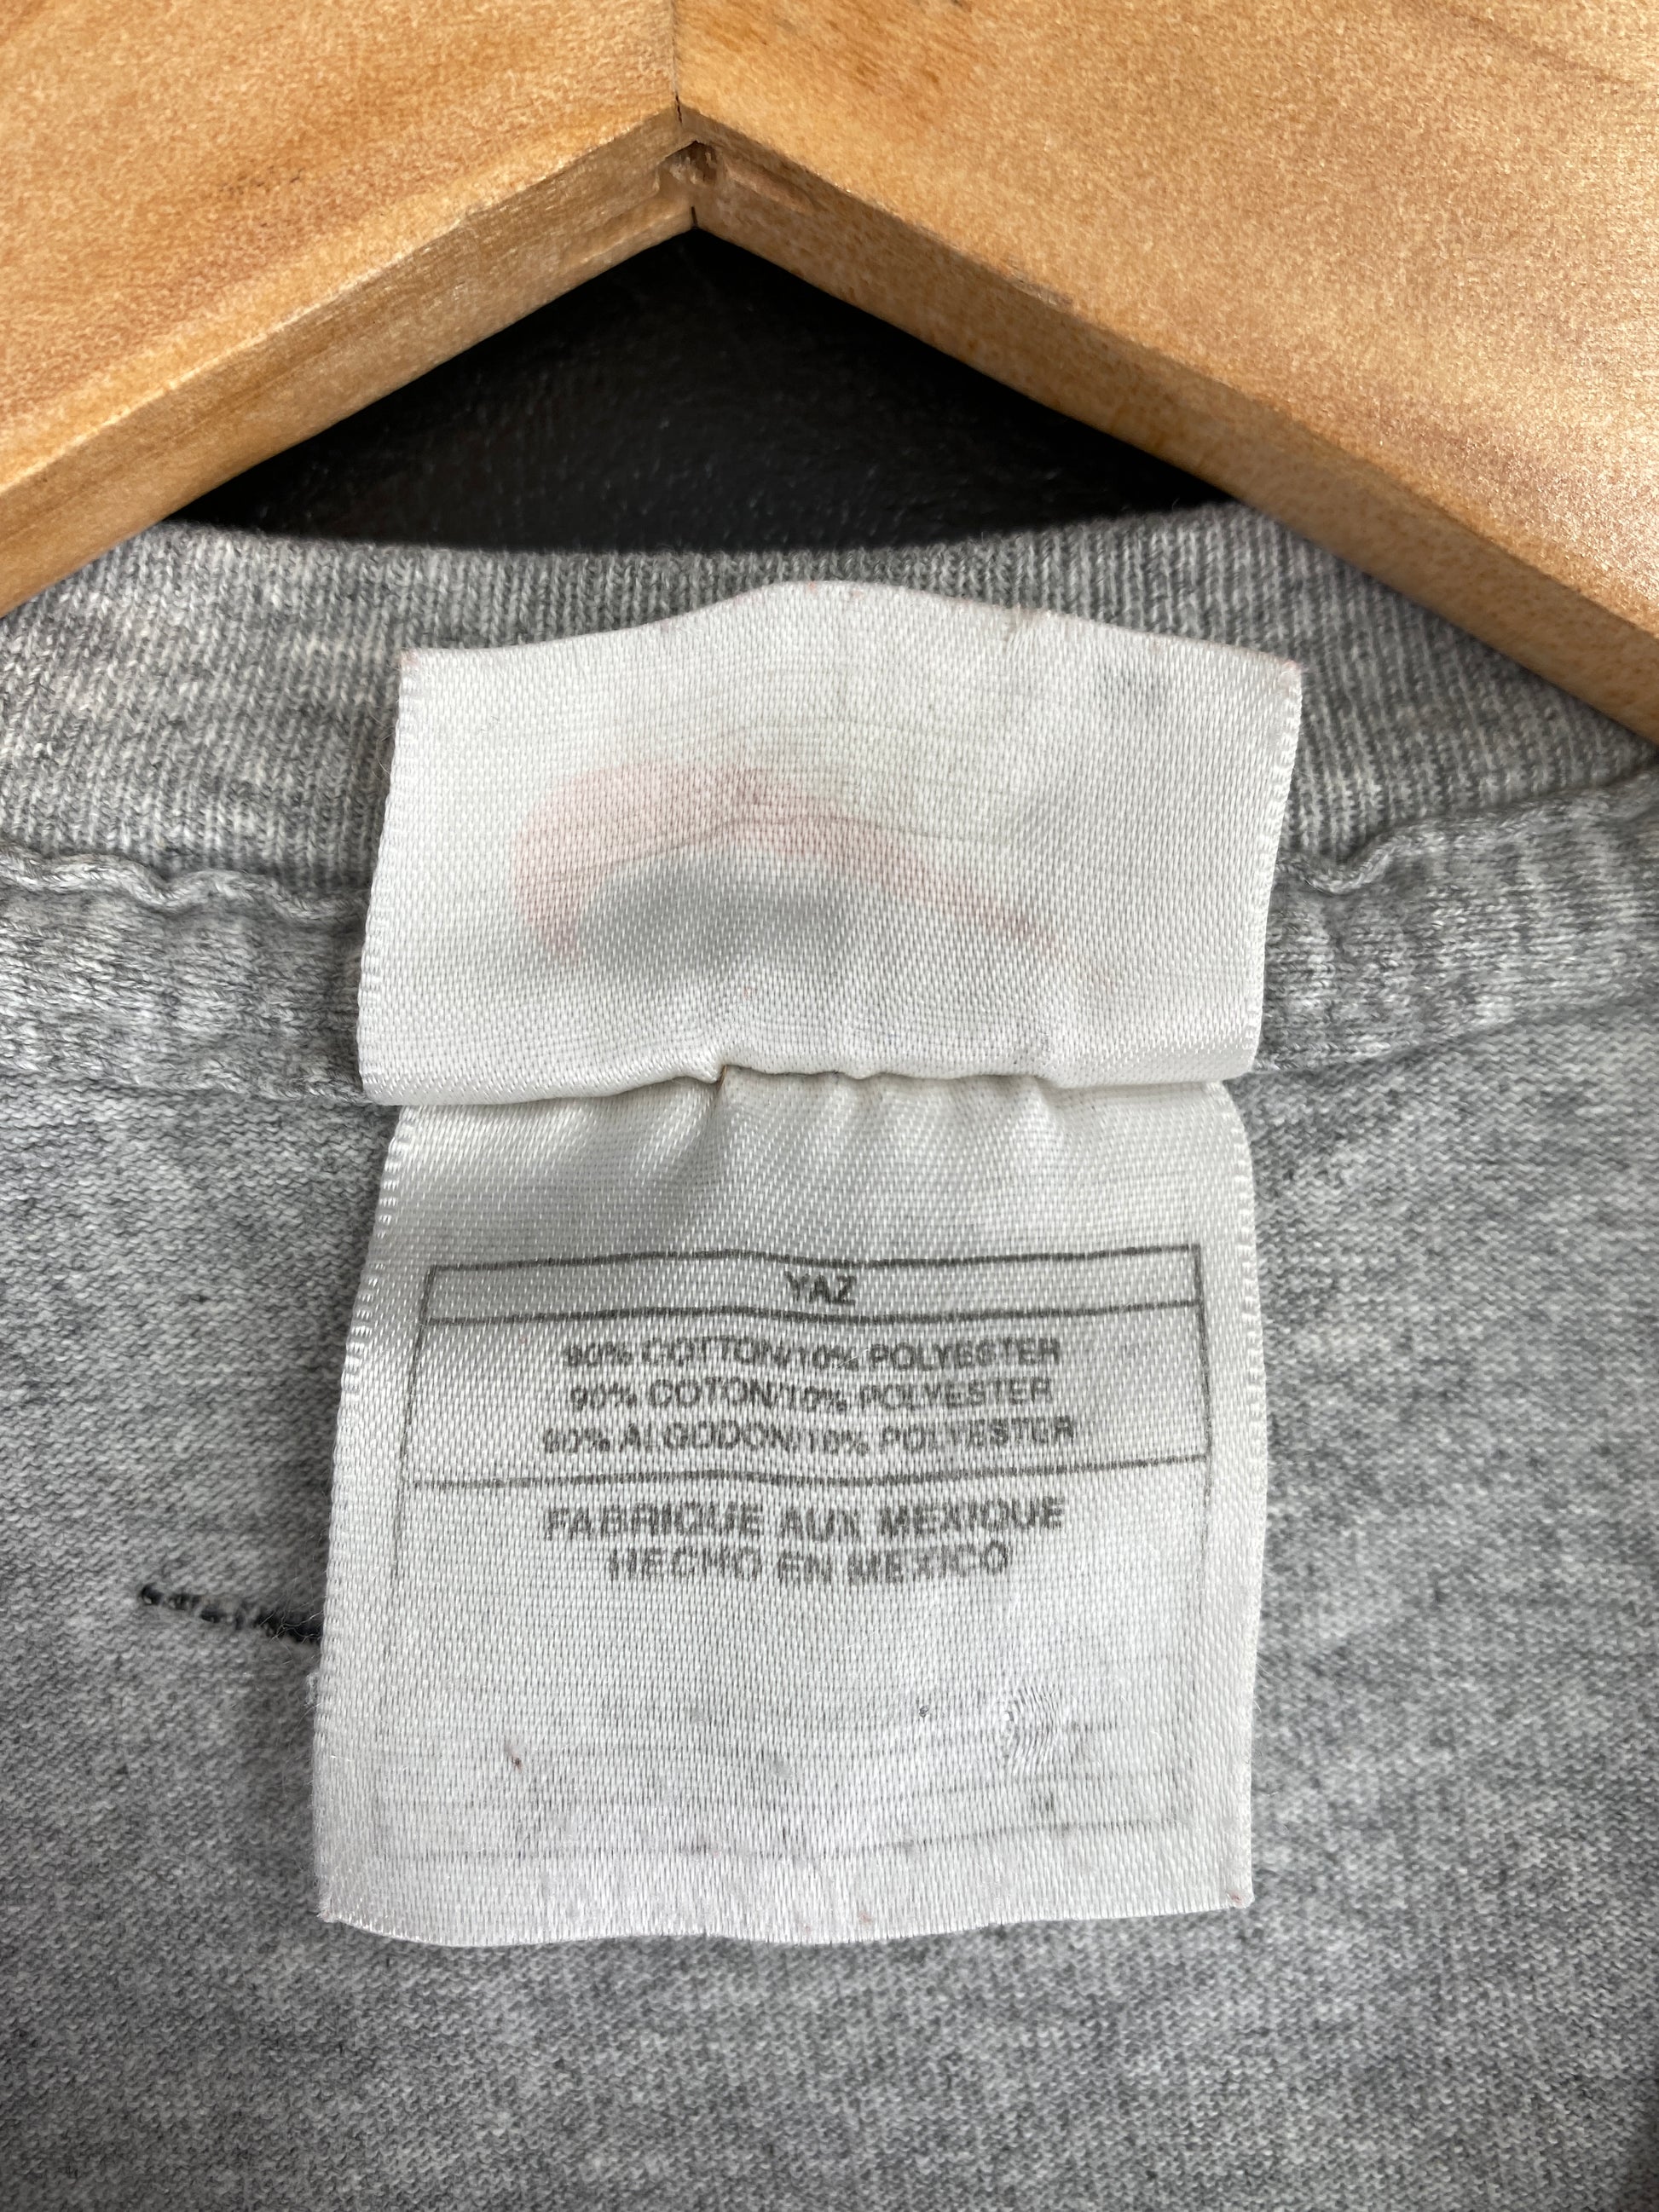 YAZ
90% COTTON/10% POLYESTER
90% COTON/10% POLYESTER
90% ALGODON/10% POLYESTER
FABRIQUE AUX MEXIQUE
HECHO EN MEXICO